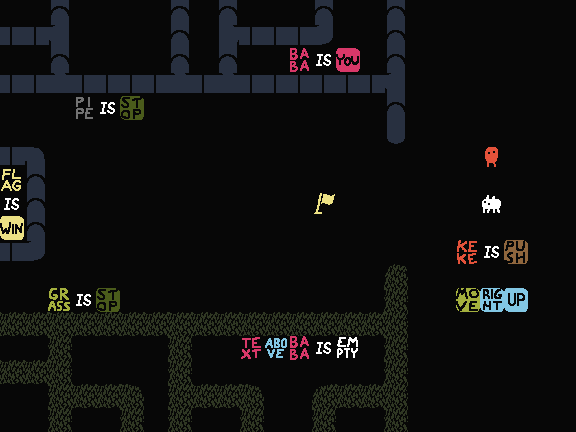 BABA IS YOU
PIPE IS STOP
FLAG
IS
WIN
KEKE IS PUSH
GRASS IS STOP
MOVE RIGHT UP
TEXT ABOVE BABA IS EMPTY